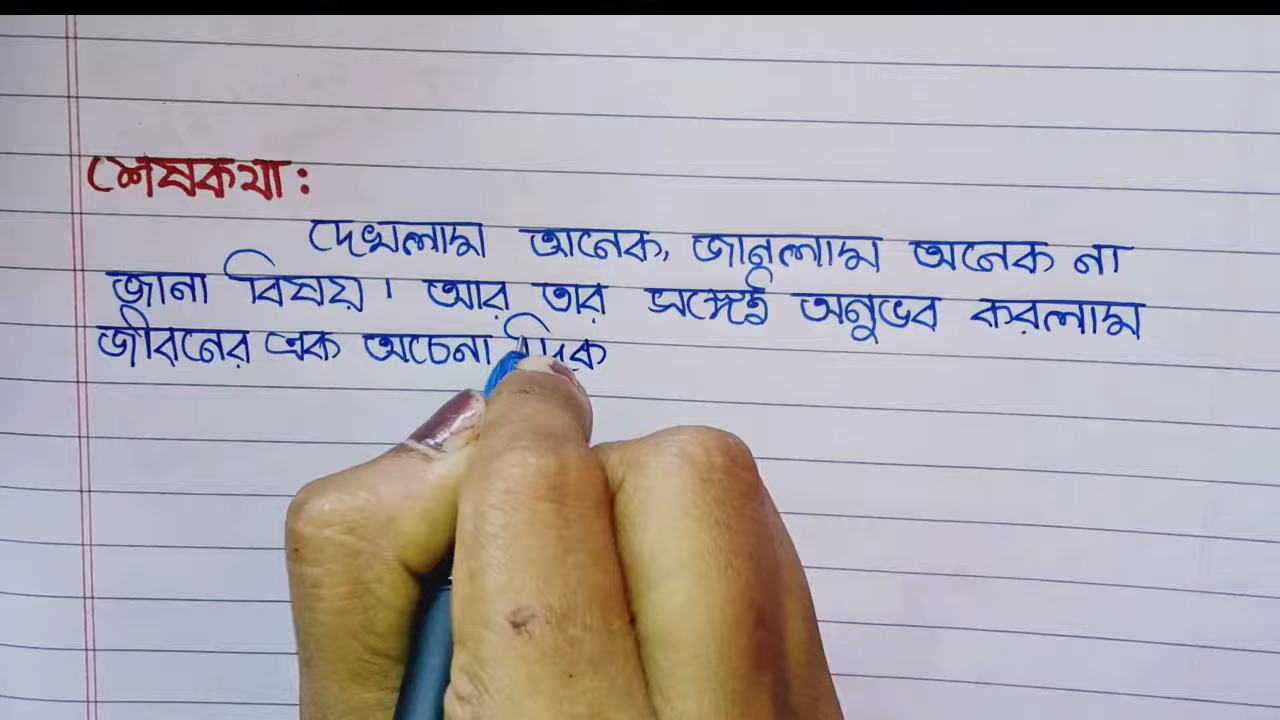 শেষকথা :
দেখলাম অনেক, জানলাম অনেক না
জানা বিষয়। আর তার সঙ্গেই অনুভব করলাম
জীবনের এক অচেনা দিক